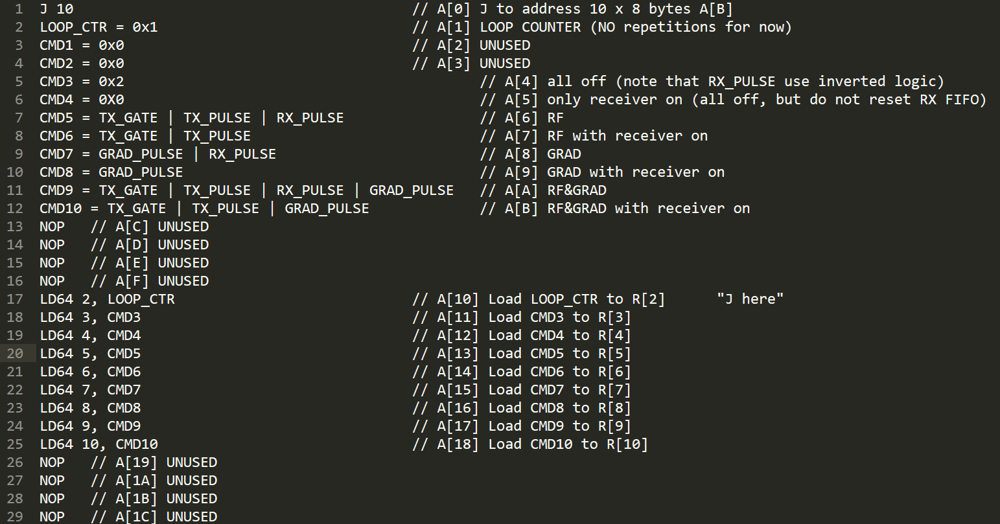 1 J 10 // A[0] J to address 10 x 8 bytes A[B]
2 LOOP_CTR = 0x1 // A[1] LOOP COUNTER (NO repetitions for now)
3 CMD1 = 0x0 // A[2] UNUSED
4 CMD2 = 0x0 // A[3] UNUSED
5 CMD3 = 0x2 // A[4] all off (note that RX_PULSE use inverted logic)
6 CMD4 = 0X0 // A[5] only receiver on (all off, but do not reset RX FIFO)
7 CMD5 = TX_GATE | TX_PULSE | RX_PULSE // A[6] RF
8 CMD6 = TX_GATE | TX_PULSE // A[7] RF with receiver on
9 CMD7 = GRAD_PULSE | RX_PULSE // A[8] GRAD
10 CMD8 = GRAD_PULSE // A[9] GRAD with receiver on
11 CMD9 = TX_GATE | TX_PULSE | RX_PULSE | GRAD_PULSE // A[A] RF&GRAD
12 CMD10 = TX_GATE | TX_PULSE | GRAD_PULSE // A[B] RF&GRAD with receiver on
13 NOP // A[C] UNUSED
14 NOP // A[D] UNUSED
15 NOP // A[E] UNUSED
16 NOP // A[F] UNUSED
17 LD64 2, LOOP_CTR // A[10] Load LOOP_CTR to R[2] "J here"
18 LD64 3, CMD3 // A[11] Load CMD3 to R[3]
19 LD64 4, CMD4 // A[12] Load CMD4 to R[4]
20 LD64 5, CMD5 // A[13] Load CMD5 to R[5]
21 LD64 6, CMD6 // A[14] Load CMD6 to R[6]
22 LD64 7, CMD7 // A[15] Load CMD7 to R[7]
23 LD64 8, CMD8 // A[16] Load CMD8 to R[8]
24 LD64 9, CMD9 // A[17] Load CMD9 to R[9]
25 LD64 10, CMD10 // A[18] Load CMD10 to R[10]
26 NOP // A[19] UNUSED
27 NOP // A[1A] UNUSED
28 NOP // A[1B] UNUSED
29 NOP // A[1C] UNUSED